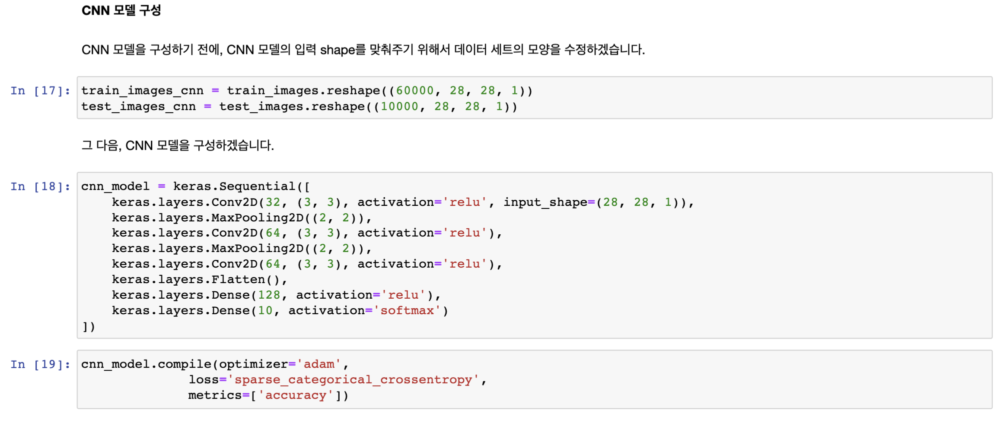 CNN 모델 구성
CNN 모델을 구성하기 전에, CNN 모델의 입력 shape를 맞춰주기 위해서 데이터 세트의 모양을 수정하겠습니다.
In [17]: train_images_cnn = train_images.reshape((60000, 28, 28, 1))
test_images_cnn = test_images.reshape((10000, 28, 28, 1))
그 다음, CNN 모델을 구성하겠습니다.
In [18]: cnn_model = keras.Sequential([
    keras.layers.Conv2D(32, (3, 3), activation='relu', input_shape=(28, 28, 1)),
    keras.layers.MaxPooling2D((2, 2)),
    keras.layers.Conv2D(64, (3, 3), activation='relu'),
    keras.layers.MaxPooling2D((2, 2)),
    keras.layers.Conv2D(64, (3, 3), activation='relu'),
    keras.layers.Flatten(),
    keras.layers.Dense(128, activation='relu'),
    keras.layers.Dense(10, activation='softmax')
])
In [19]: cnn_model.compile(optimizer='adam',
              loss='sparse_categorical_crossentropy',
              metrics=['accuracy'])